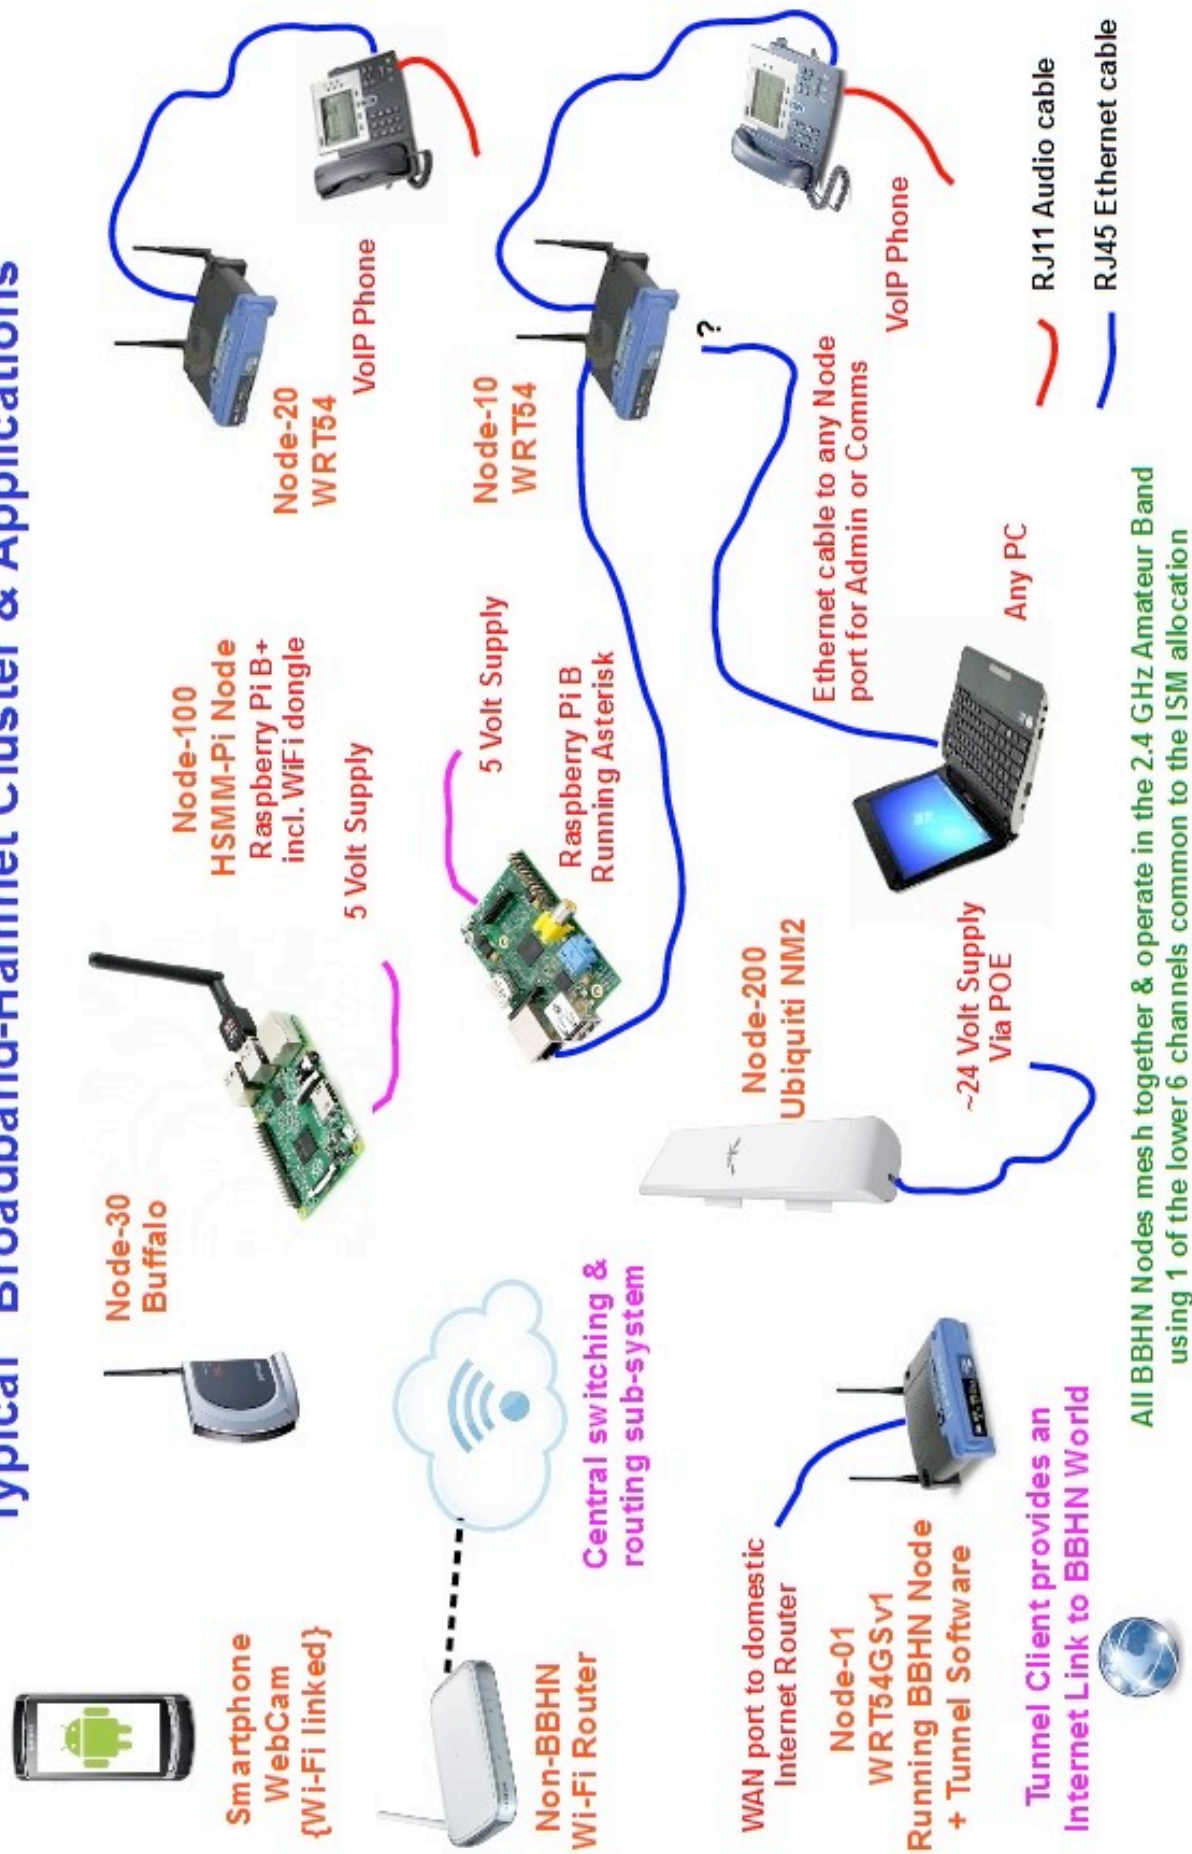 Typical Broadband-Hamnet Cluster & Applications
Smartphone
WebCam
{Wi-Fi linked}
Node-30
Buffalo
Node-100
HSMM-Pi Node
Raspberry Pi B+
incl. WiFi dongle
5 Volt Supply
Node-20
WRT54
VoIP Phone
Non-BBHN
Wi-Fi Router
Central switching &
routing sub-system
5 Volt Supply
Raspberry Pi B
Running Asterisk
Node-10
WRT54
?
VoIP Phone
WAN port to domestic
Internet Router
Node-01
WRT54GSv1
Running BBHN Node
+ Tunnel Software
Tunnel Client provides an
Internet Link to BBHN World
Node-200
Ubiquiti NM2
~24 Volt Supply
Via POE
Ethernet cable to any Node
port for Admin or Comms
Any PC
RJ11 Audio cable
RJ45 Ethernet cable
All BBHN Nodes mesh together & operate in the 2.4 GHz Amateur Band
using 1 of the lower 6 channels common to the ISM allocation